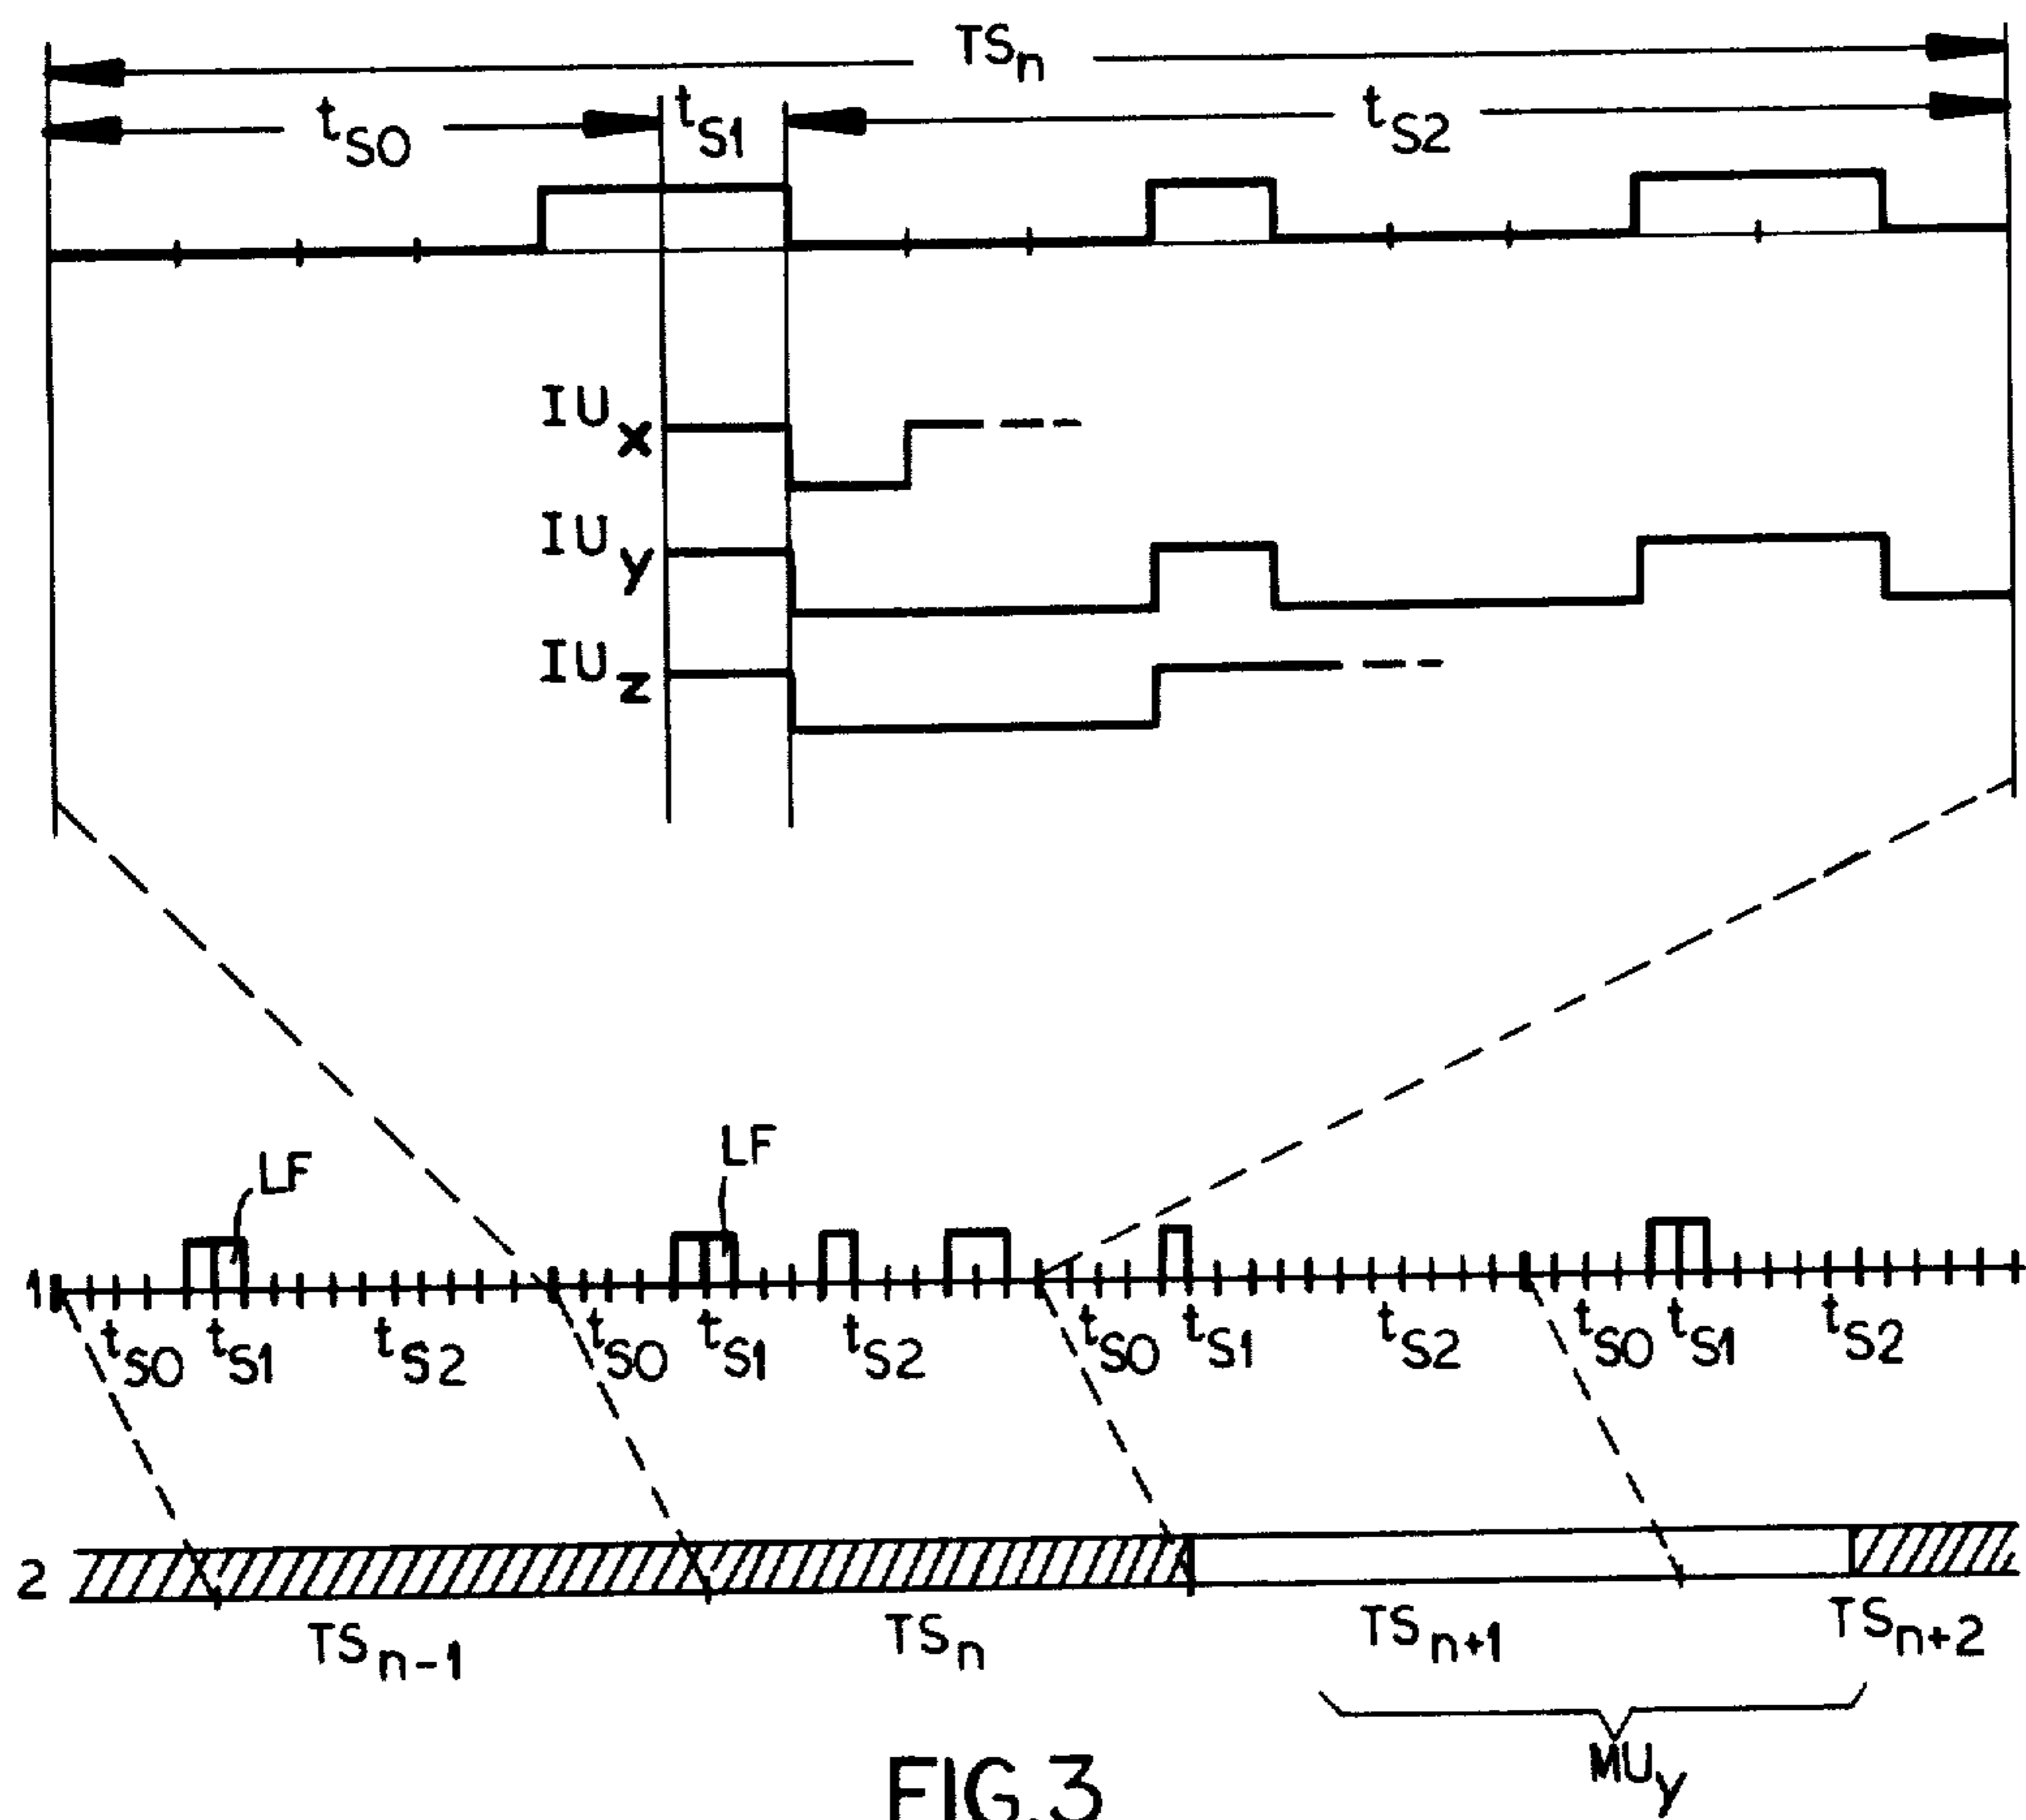 TSn
tS0 tS1 tS2
IUx
IUy
IUz
LF LF
1
tS0 tS1 tS2 tS0 tS1 tS2 tS0 tS1 tS2 tS0 tS1 tS2
2
TSn-1 TSn TSn+1 TSn+2
MUy
FIG.3